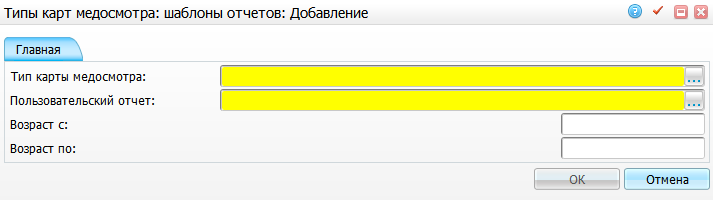 Типы карт медосмотра: шаблоны отчетов: Добавление
Главная
Тип карты медосмотра:
...
Пользовательский отчет:
...
Возраст с:
Возраст по:
ОК Отмена